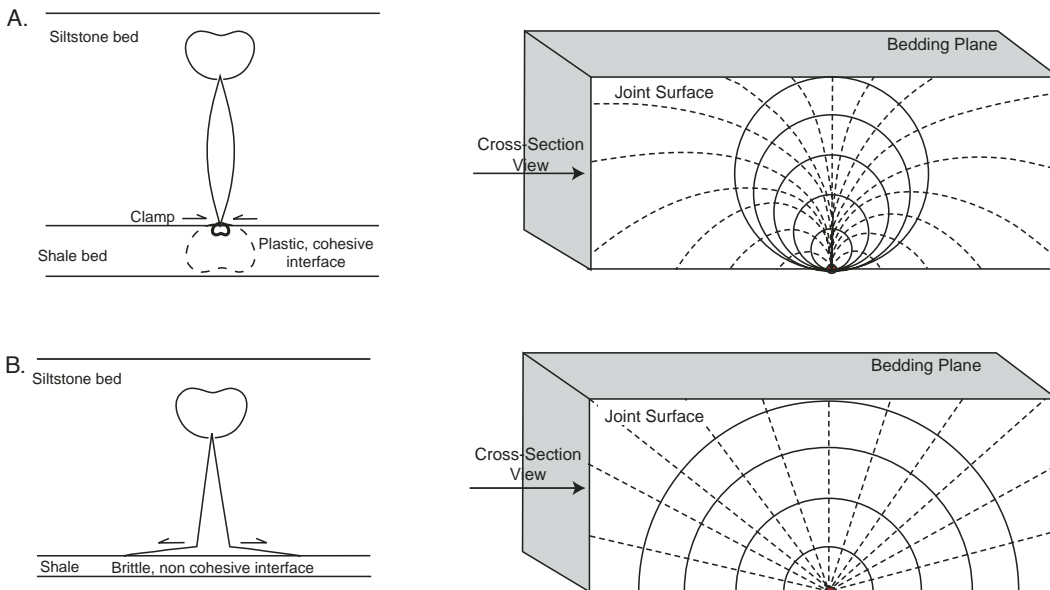 A.
Siltstone bed
Clamp
Shale bed
Plastic, cohesive
interface
Bedding Plane
Joint Surface
Cross-Section
View
B.
Siltstone bed
Shale
Brittle, non cohesive interface
Bedding Plane
Joint Surface
Cross-Section
View